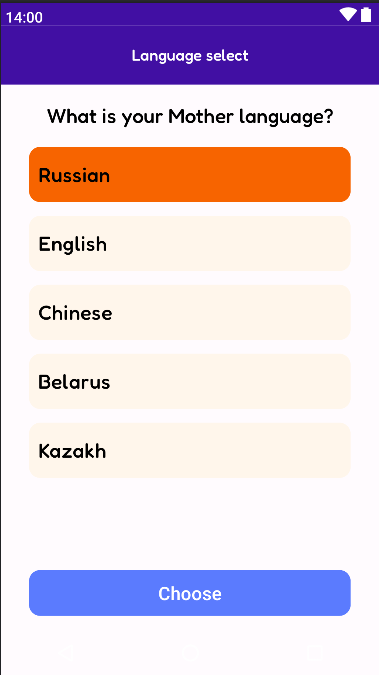 14:00
Language select
What is your Mother language?
Russian
English
Chinese
Belarus
Kazakh
Choose